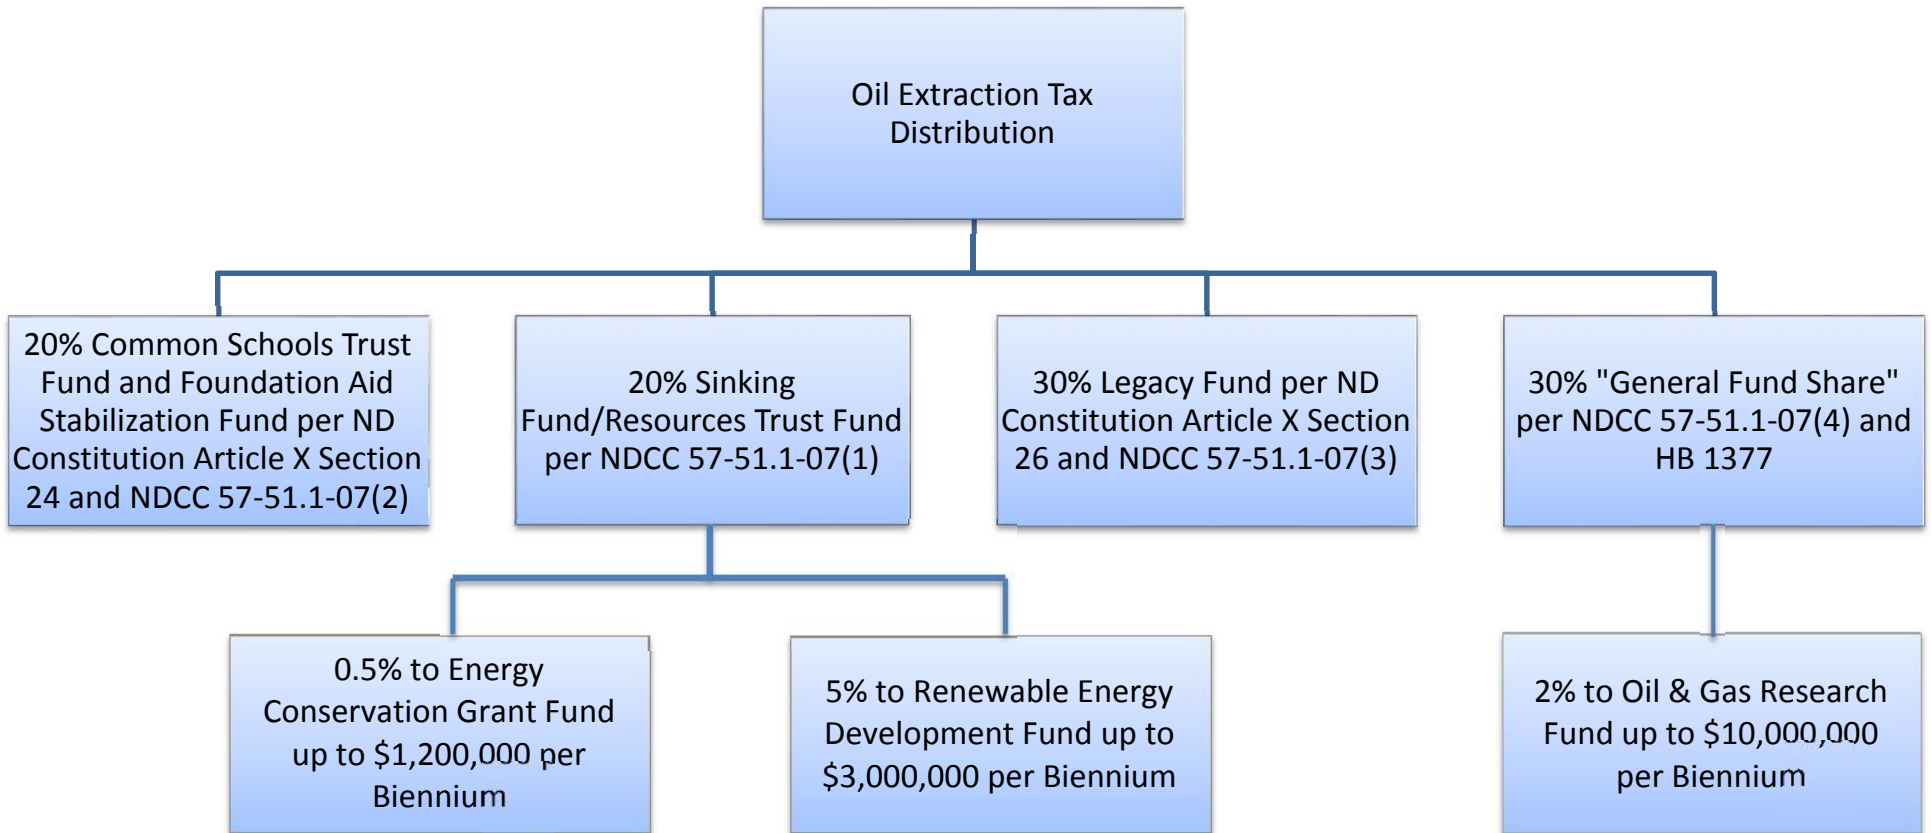 Oil Extraction Tax
Distribution
20% Common Schools Trust
Fund and Foundation Aid
Stabilization Fund per ND
Constitution Article X Section
24 and NDCC 57-51.1-07(2)
20% Sinking
Fund/Resources Trust Fund
per NDCC 57-51.1-07(1)
30% Legacy Fund per ND
Constitution Article X Section
26 and NDCC 57-51.1-07(3)
30% "General Fund Share"
per NDCC 57-51.1-07(4) and
HB 1377
0.5% to Energy
Conservation Grant Fund
up to $1,200,000 per
Biennium
5% to Renewable Energy
Development Fund up to
$3,000,000 per Biennium
2% to Oil & Gas Research
Fund up to $10,000,000
per Biennium